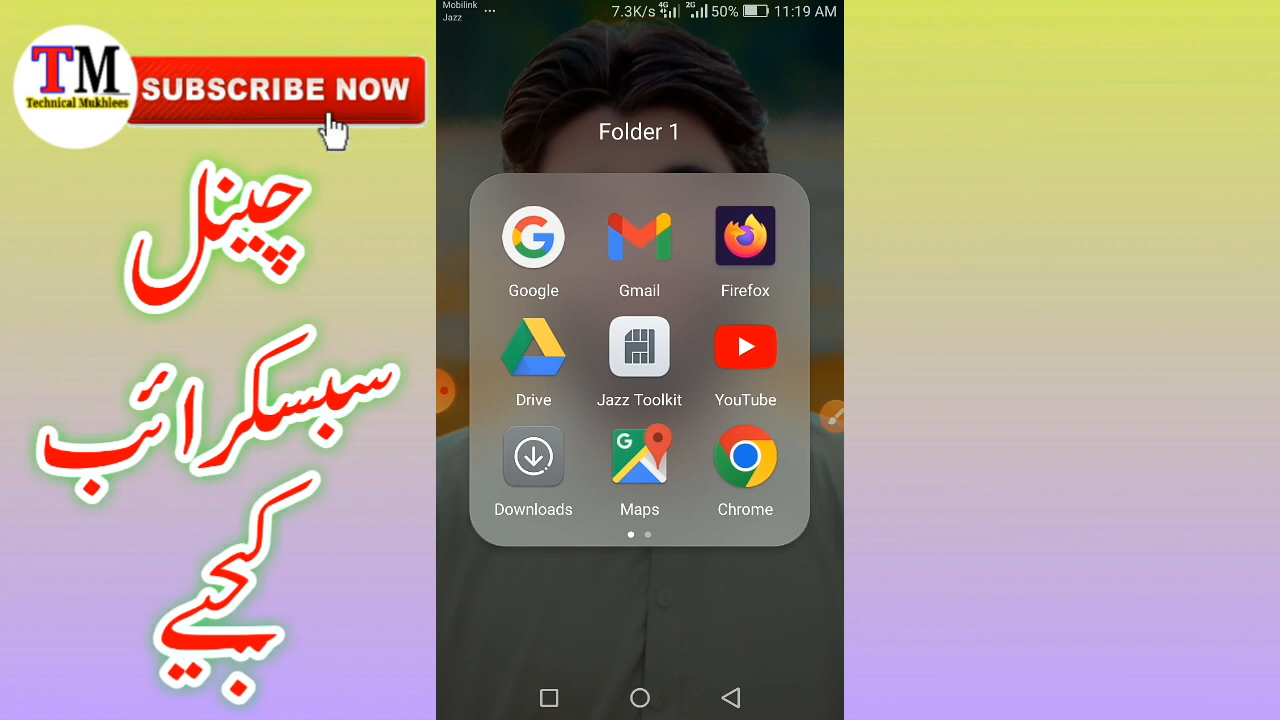 Mobilink
Jazz ...
7.3K/s 4G 2G 50% 11:19 AM
TM
Technical Mukhlees
SUBSCRIBE NOW
چینل
سبسکرائب
کیجیے
Folder 1
Google Gmail Firefox
Drive Jazz Toolkit YouTube
G
Downloads Maps Chrome